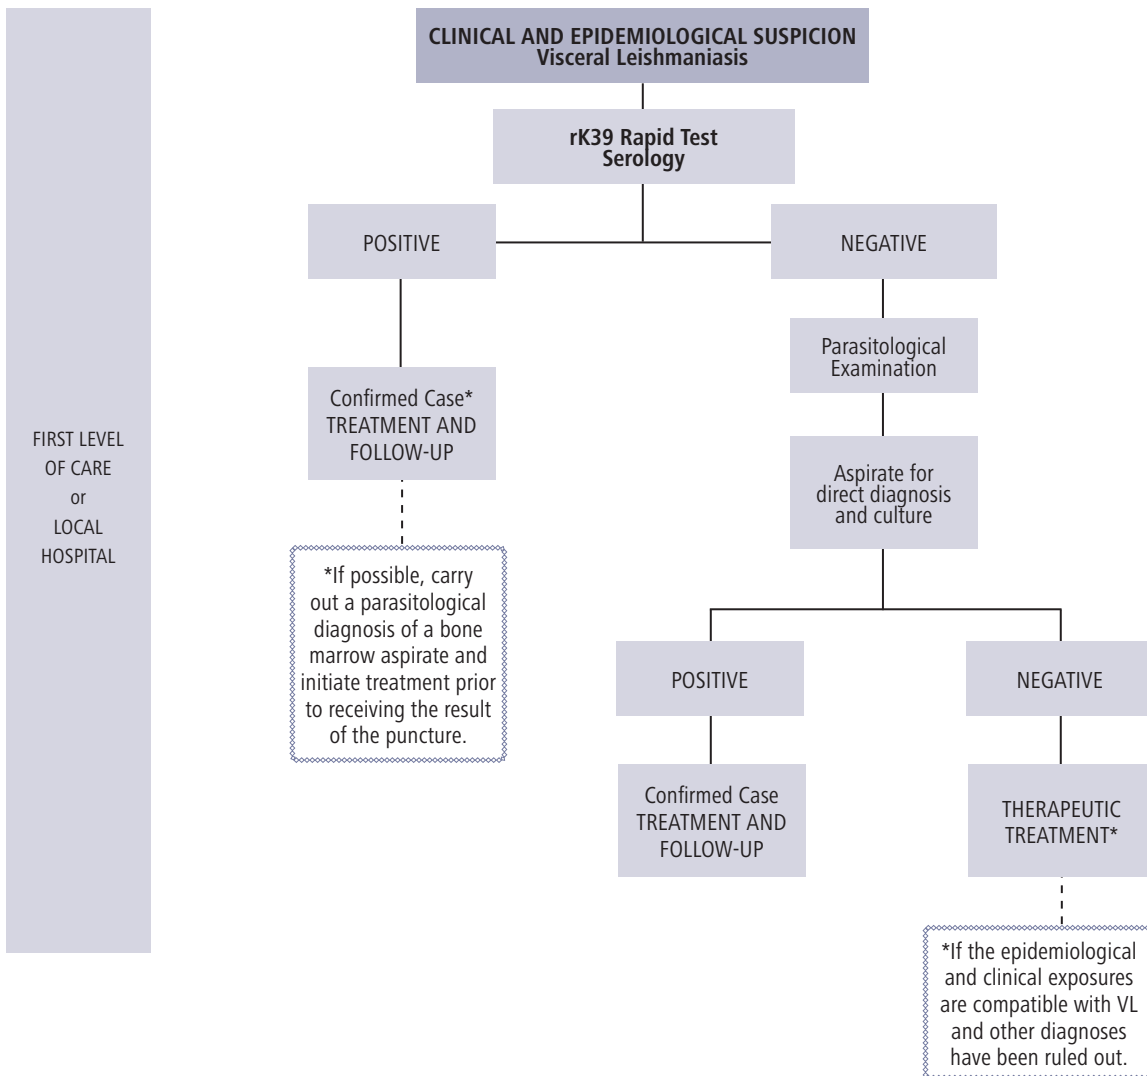 CLINICAL AND EPIDEMIOLOGICAL SUSPICION
Visceral Leishmaniasis
rK39 Rapid Test
Serology
POSITIVE
NEGATIVE
Parasitological
Examination
Confirmed Case*
TREATMENT AND
FOLLOW-UP
FIRST LEVEL
OF CARE
or
LOCAL
HOSPITAL
Aspirate for
direct diagnosis
and culture
*If possible, carry
out a parasitological
diagnosis of a bone
marrow aspirate and
initiate treatment prior
to receiving the result
of the puncture.
POSITIVE
NEGATIVE
Confirmed Case
TREATMENT AND
FOLLOW-UP
THERAPEUTIC
TREATMENT*
*If the epidemiological
and clinical exposures
are compatible with VL
and other diagnoses
have been ruled out.